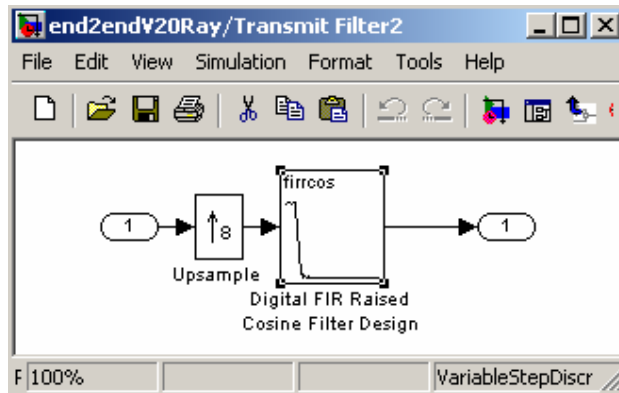 end2end¥20Ray/Transmit Filter2
File Edit View Simulation Format Tools Help
firrcos
1
↑8
1
Upsample
Digital FIR Raised
Cosine Filter Design
F 100%
VariableStepDiscr